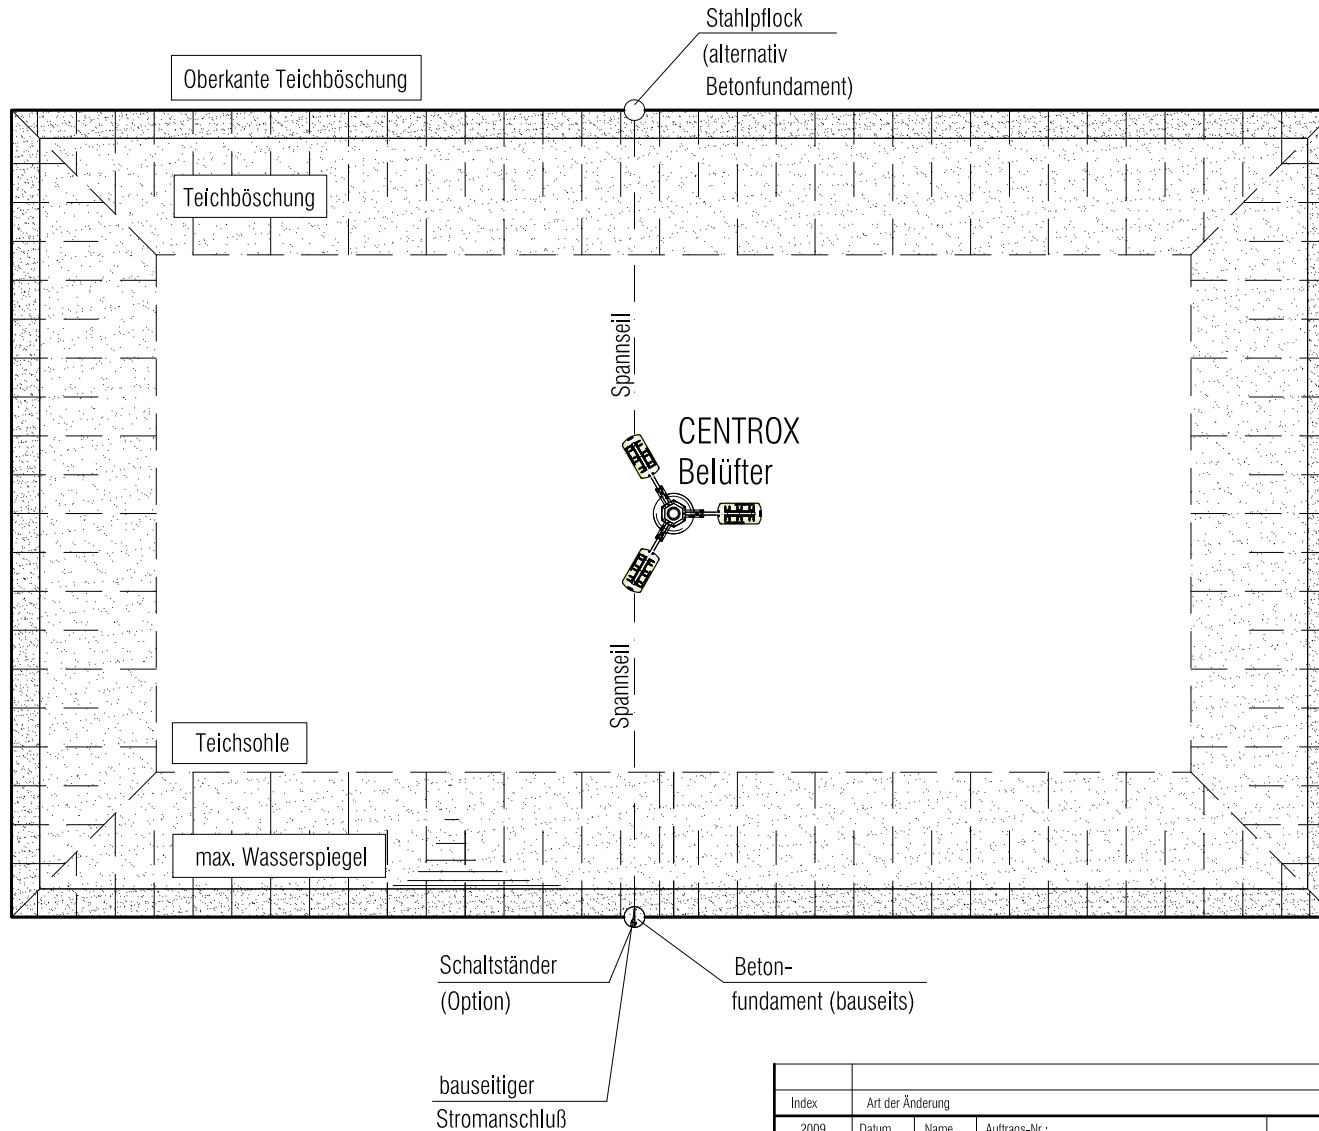 Stahlpflock
(alternativ
Betonfundament)
Oberkante Teichböschung
Teichböschung
Spannseil
CENTROX
Belüfter
Spannseil
Teichsohle
max. Wasserspiegel
Schaltständer
(Option)
Beton-
fundament (bauseits)
bauseitiger
Stromanschluß
Index Art der Änderung
2009 Datum Name Auftrags-Nr.: